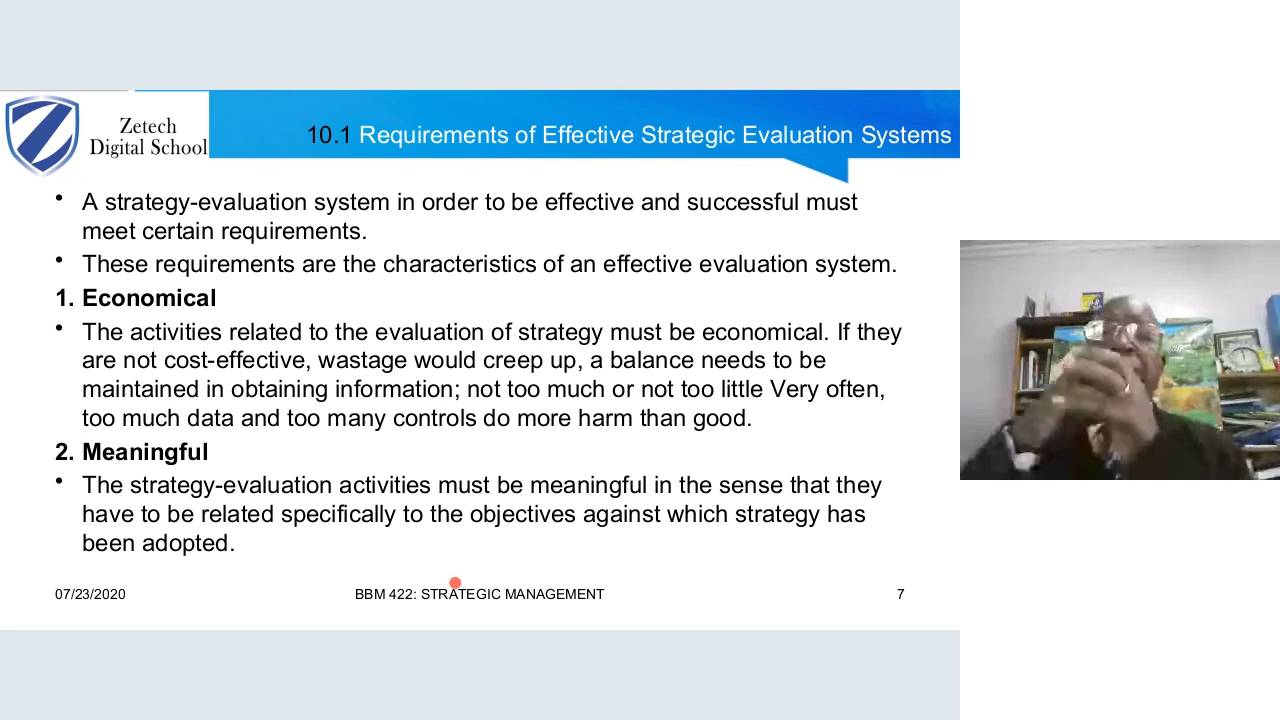 Zetech
Digital School
10.1 Requirements of Effective Strategic Evaluation Systems
• A strategy-evaluation system in order to be effective and successful must
meet certain requirements.
• These requirements are the characteristics of an effective evaluation system.
1. Economical
• The activities related to the evaluation of strategy must be economical. If they
are not cost-effective, wastage would creep up, a balance needs to be
maintained in obtaining information; not too much or not too little Very often,
too much data and too many controls do more harm than good.
2. Meaningful
• The strategy-evaluation activities must be meaningful in the sense that they
have to be related specifically to the objectives against which strategy has
been adopted.
07/23/2020
BBM 422: STRATEGIC MANAGEMENT
7